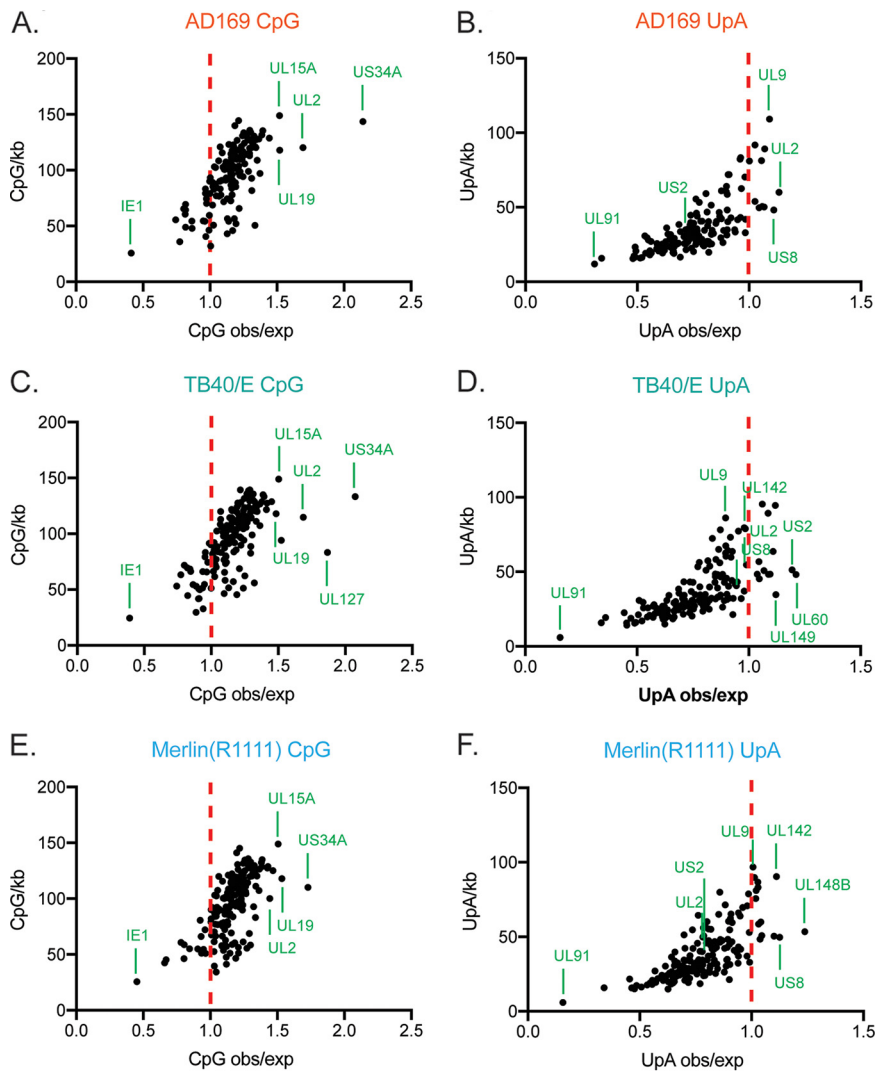 A.
AD169 CpG
200
150
100
50
0
CpG/kb
UL15A
US34A
UL2
UL19
IE1
0.0 0.5 1.0 1.5 2.0 2.5
CpG obs/exp
B.
AD169 UpA
150
100
50
0
UpA/kb
UL9
UL2
US2
UL91
US8
0.0 0.5 1.0 1.5
UpA obs/exp
C.
TB40/E CpG
200
150
100
50
0
CpG/kb
UL15A
US34A
UL2
UL19
IE1
UL127
0.0 0.5 1.0 1.5 2.0 2.5
CpG obs/exp
D.
TB40/E UpA
150
100
50
0
UpA/kb
UL9
UL142
UL2
US2
US8
UL91
UL60
UL149
0.0 0.5 1.0 1.5
UpA obs/exp
E.
Merlin(R1111) CpG
200
150
100
50
0
CpG/kb
UL15A
US34A
UL19
IE1
UL2
0.0 0.5 1.0 1.5 2.0 2.5
CpG obs/exp
F.
Merlin(R1111) UpA
150
100
50
0
UpA/kb
UL9
UL142
US2
UL148B
UL2
UL91
US8
0.0 0.5 1.0 1.5
UpA obs/exp